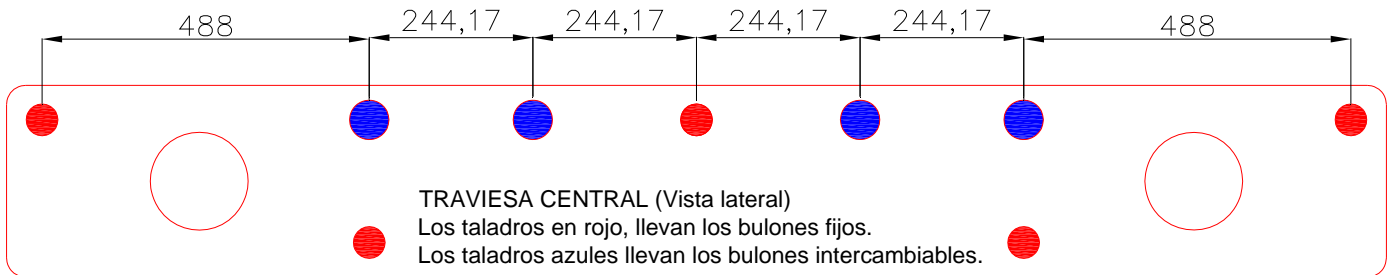 488 244,17 244,17 244,17 244,17 488
TRAVIESA CENTRAL (Vista lateral)
Los taladros en rojo, llevan los bulones fijos.
Los taladros azules llevan los bulones intercambiables.